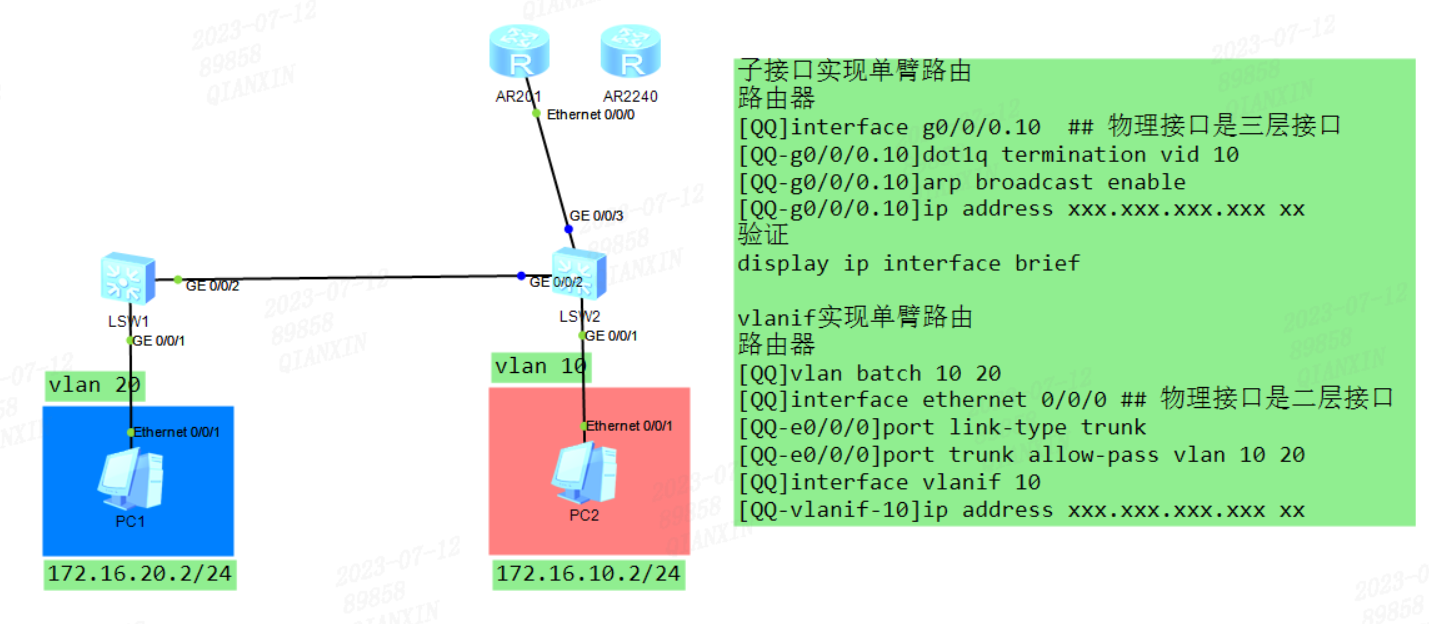 AR201
AR2240
Ethernet 0/0/0
GE 0/0/3
GE 0/0/2
GE 0/0/2
LSW1
LSW2
GE 0/0/1
GE 0/0/1
vlan 20
vlan 10
Ethernet 0/0/1
Ethernet 0/0/1
PC1
PC2
172.16.20.2/24
172.16.10.2/24
子接口实现单臂路由
路由器
[QQ]interface g0/0/0.10  ## 物理接口是三层接口
[QQ-g0/0/0.10]dot1q termination vid 10
[QQ-g0/0/0.10]arp broadcast enable
[QQ-g0/0/0.10]ip address xxx.xxx.xxx.xxx xx
验证
display ip interface brief
vlanif实现单臂路由
路由器
[QQ]vlan batch 10 20
[QQ]interface ethernet 0/0/0 ## 物理接口是二层接口
[QQ-e0/0/0]port link-type trunk
[QQ-e0/0/0]port trunk allow-pass vlan 10 20
[QQ]interface vlanif 10
[QQ-vlanif-10]ip address xxx.xxx.xxx.xxx xx
2023-07-12
89858
QIANXIN